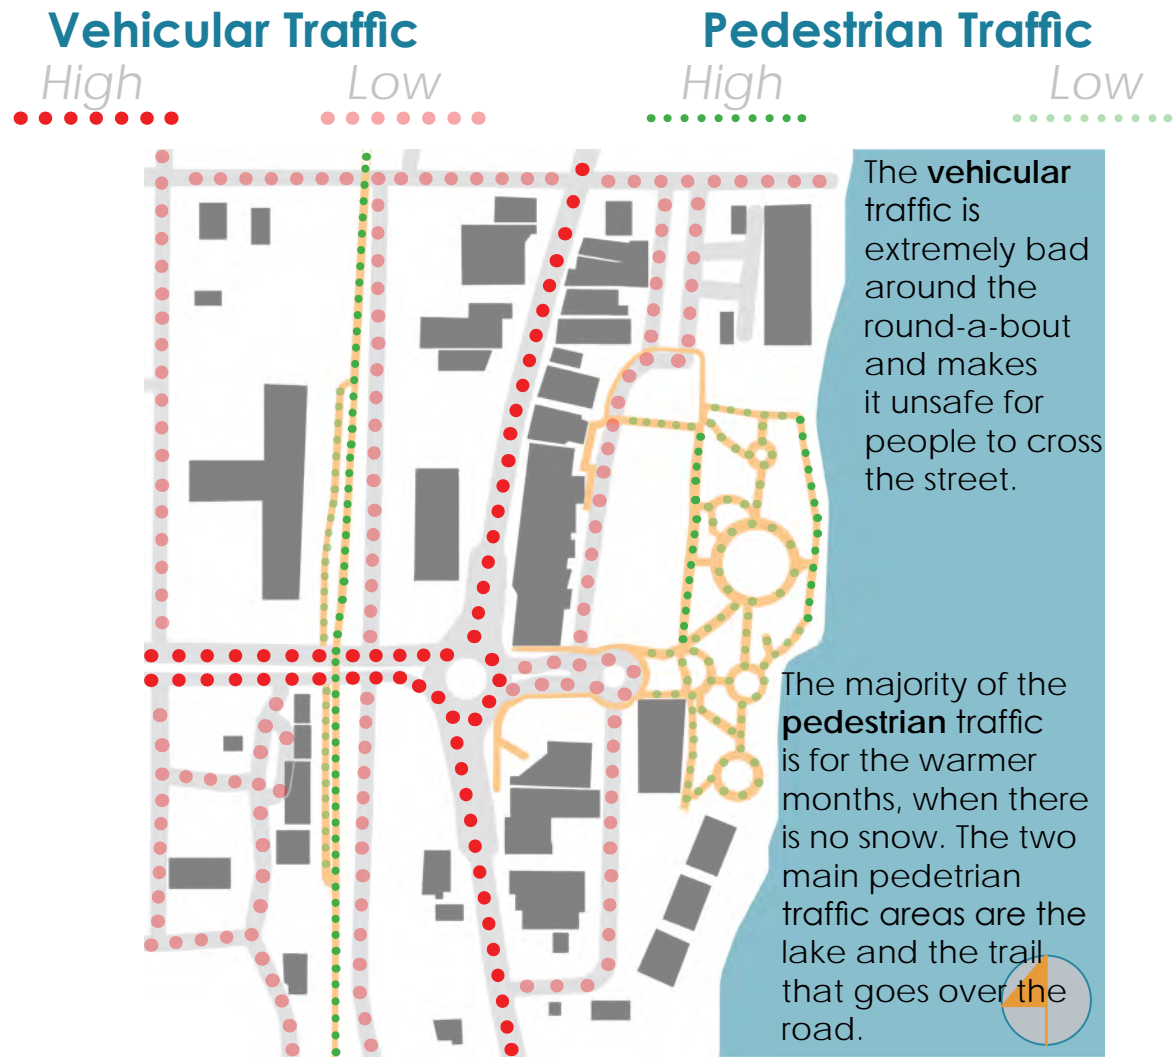 Vehicular Traffic
Pedestrian Traffic
High
Low
High
Low
The vehicular
traffic is
extremely bad
around the
round-a-bout
and makes
it unsafe for
people to cross
the street.
The majority of the
pedestrian traffic
is for the warmer
months, when there
is no snow. The two
main pedetrian
traffic areas are the
lake and the trail
that goes over the
road.